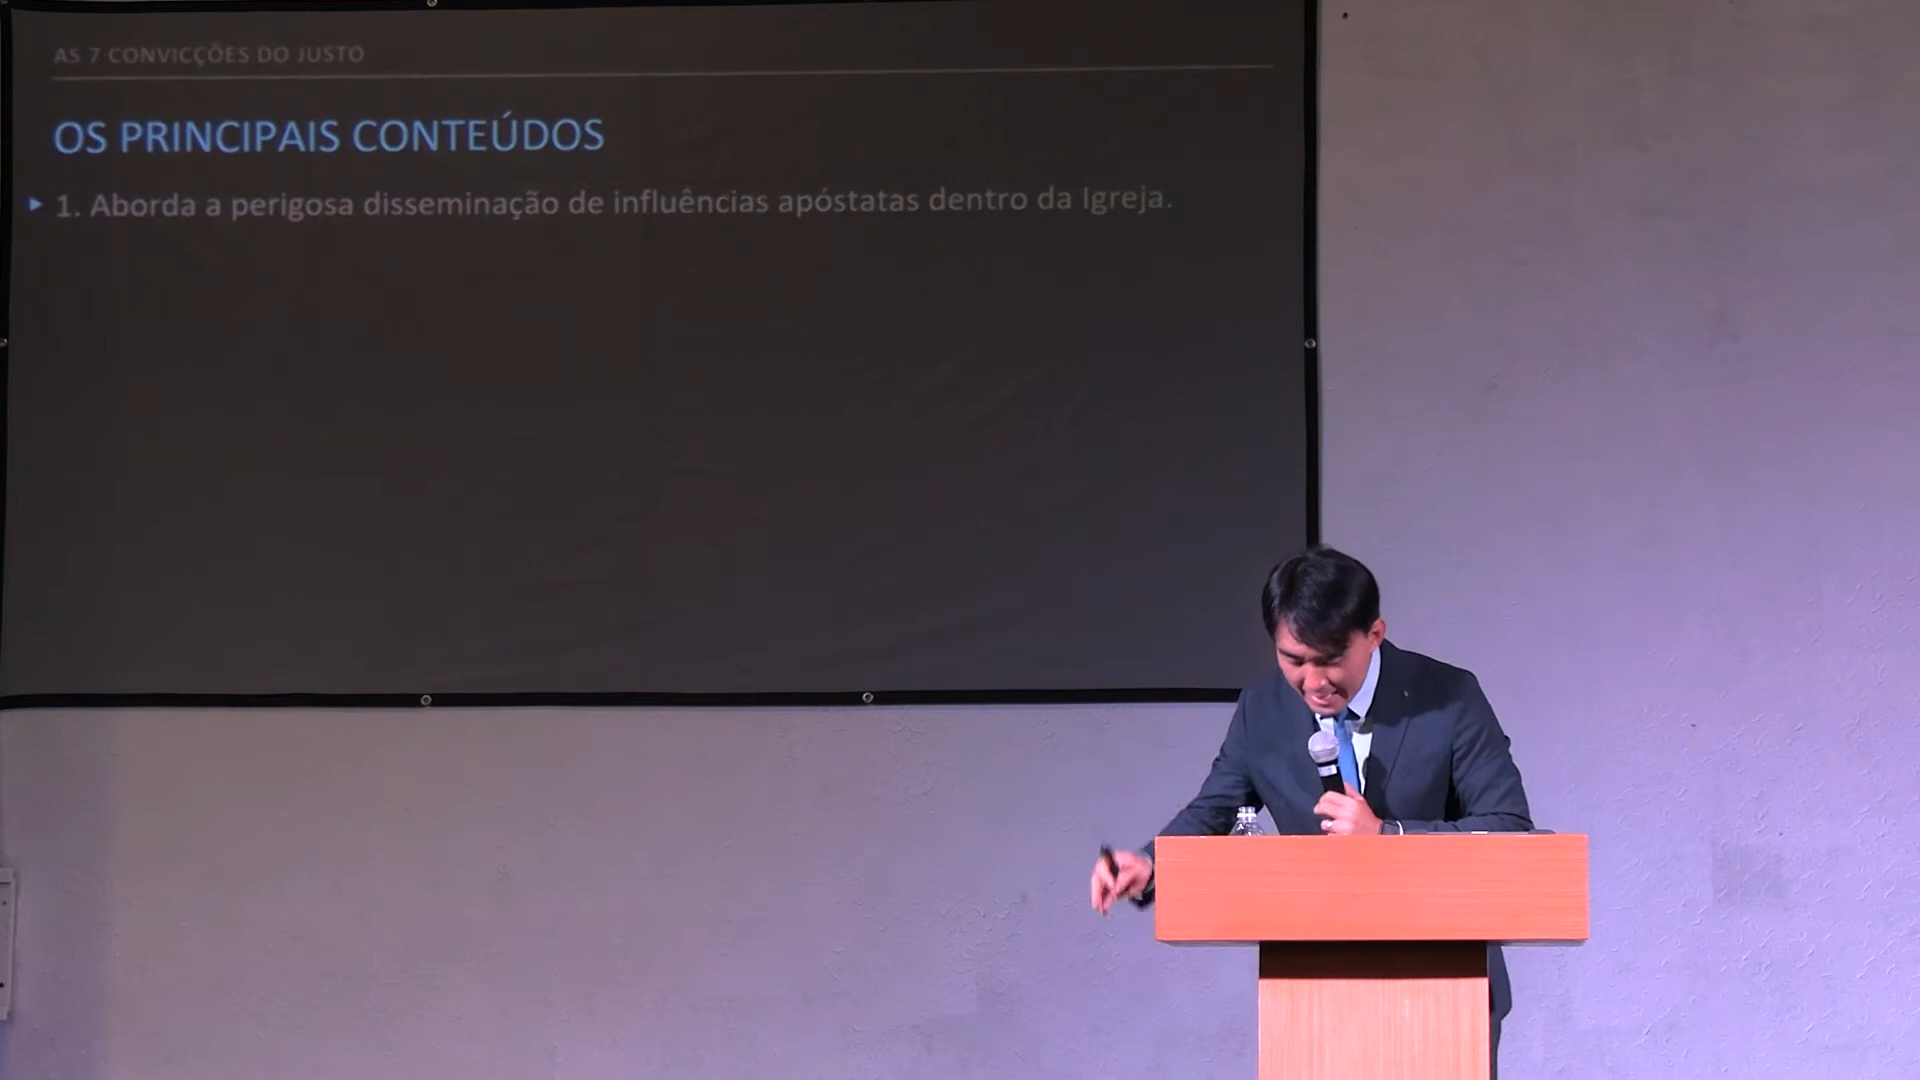 AS 7 CONVICÇÕES DO JUSTO
OS PRINCIPAIS CONTEÚDOS
1. Aborda a perigosa disseminação de influências apóstatas dentro da Igreja.